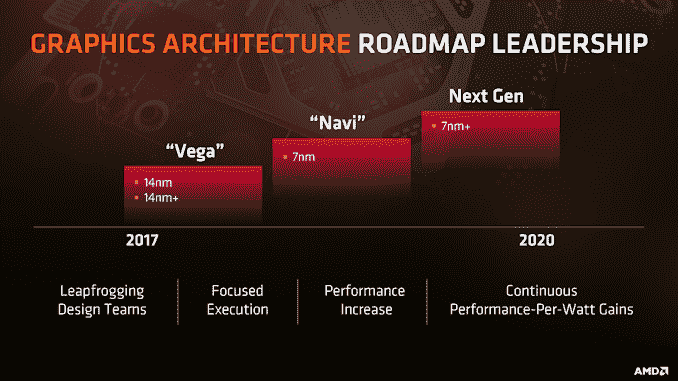 GRAPHICS ARCHITECTURE ROADMAP LEADERSHIP
Next Gen
7nm+
“Navi”
7nm
“Vega”
14nm
14nm+
2017
2020
Leapfrogging
Design Teams
Focused
Execution
Performance
Increase
Continuous
Performance-Per-Watt Gains
AMD